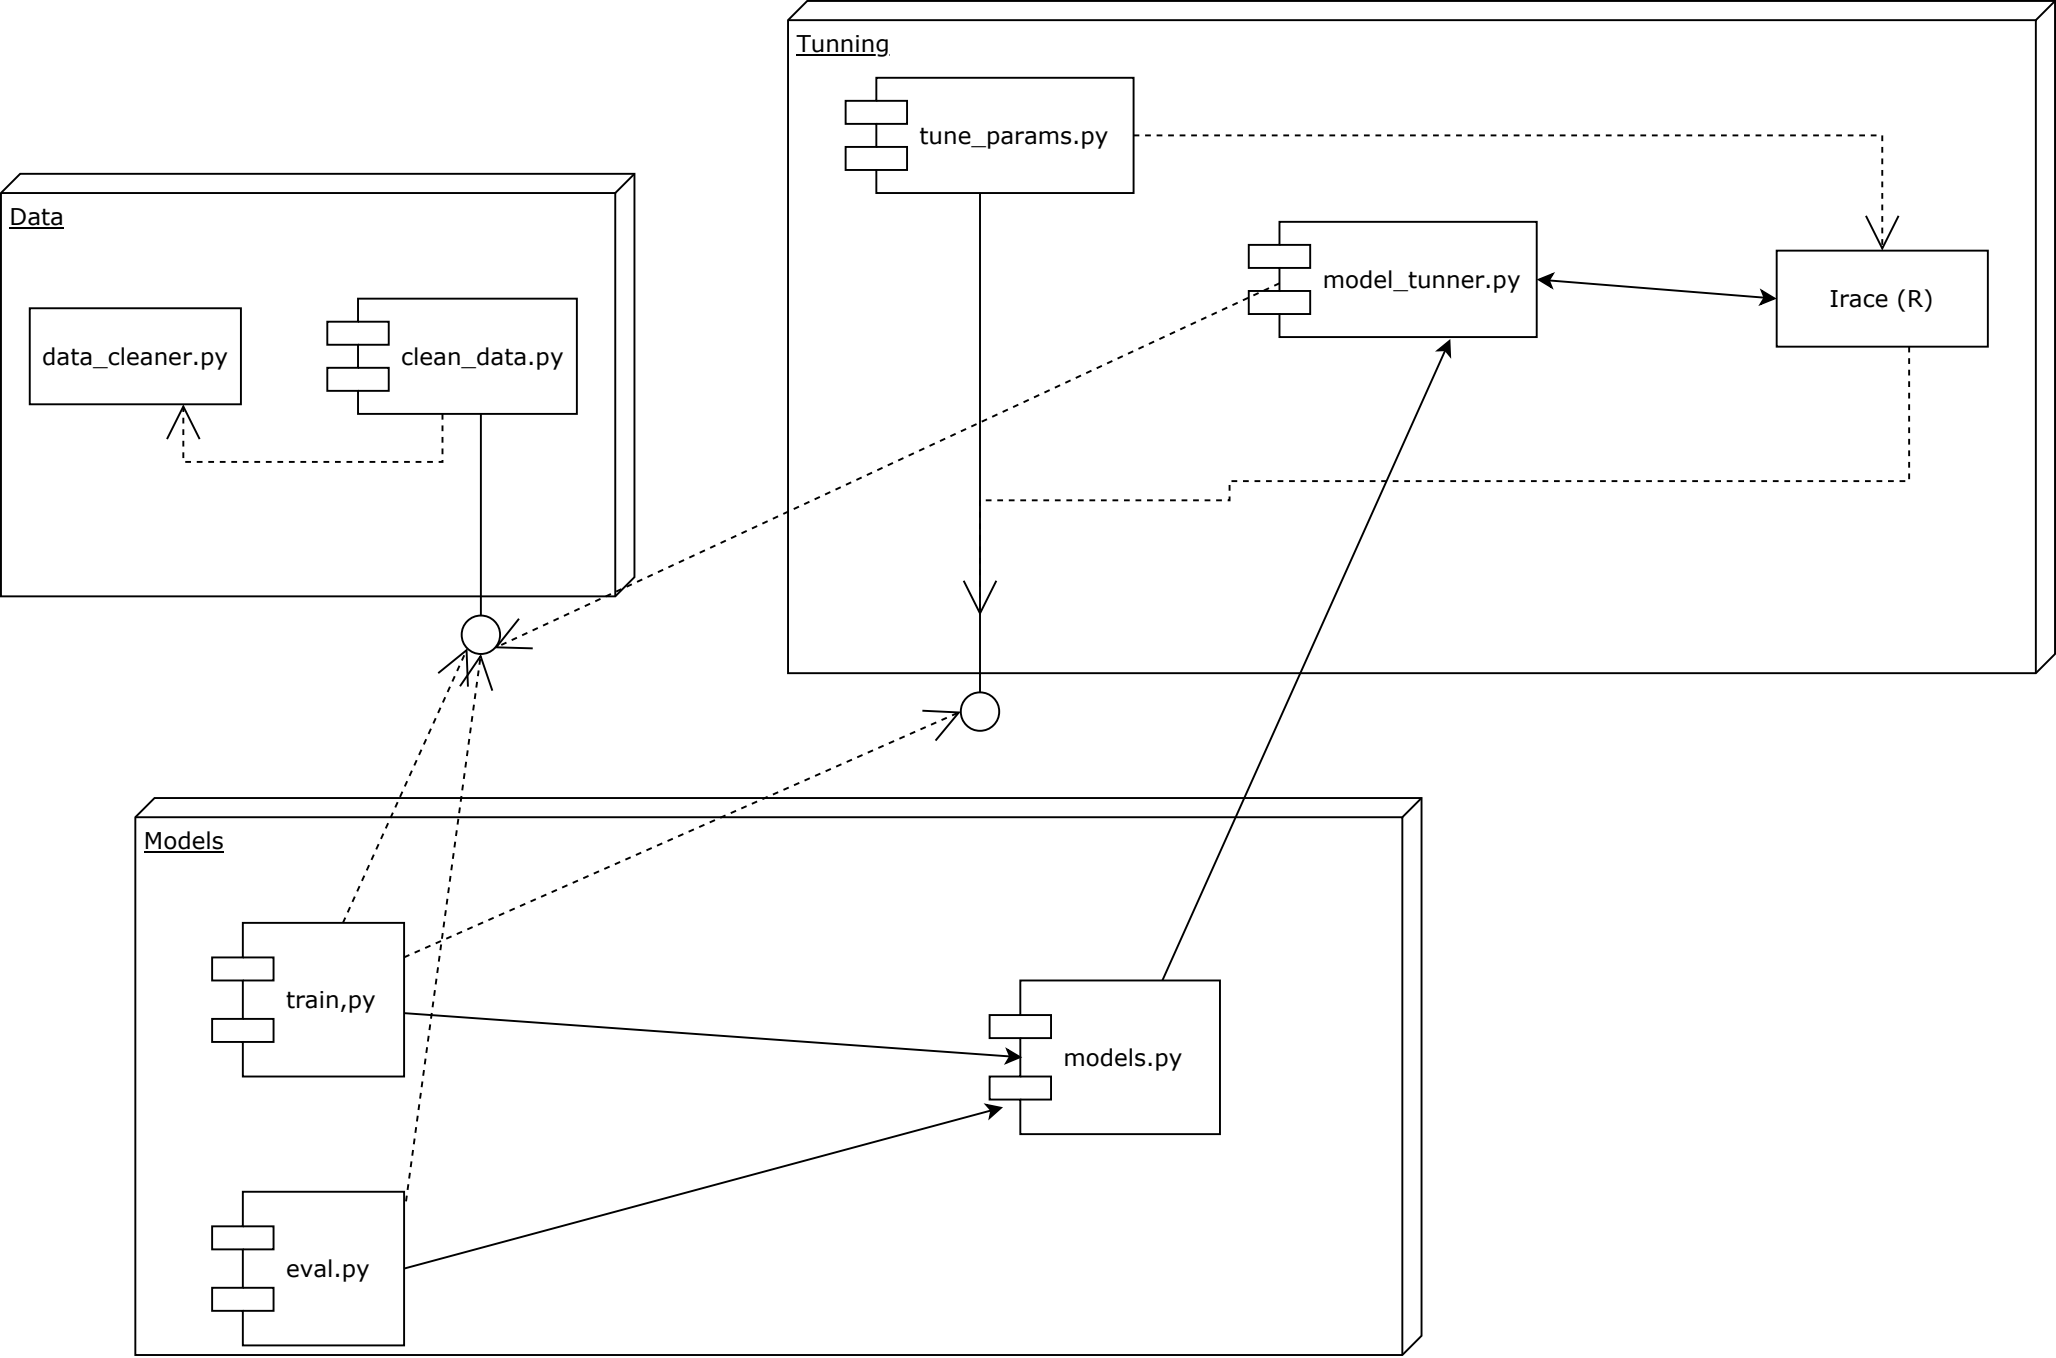 Tunning
tune_params.py
model_tunner.py
Irace (R)
Data
data_cleaner.py
clean_data.py
Models
train,py
models.py
eval.py